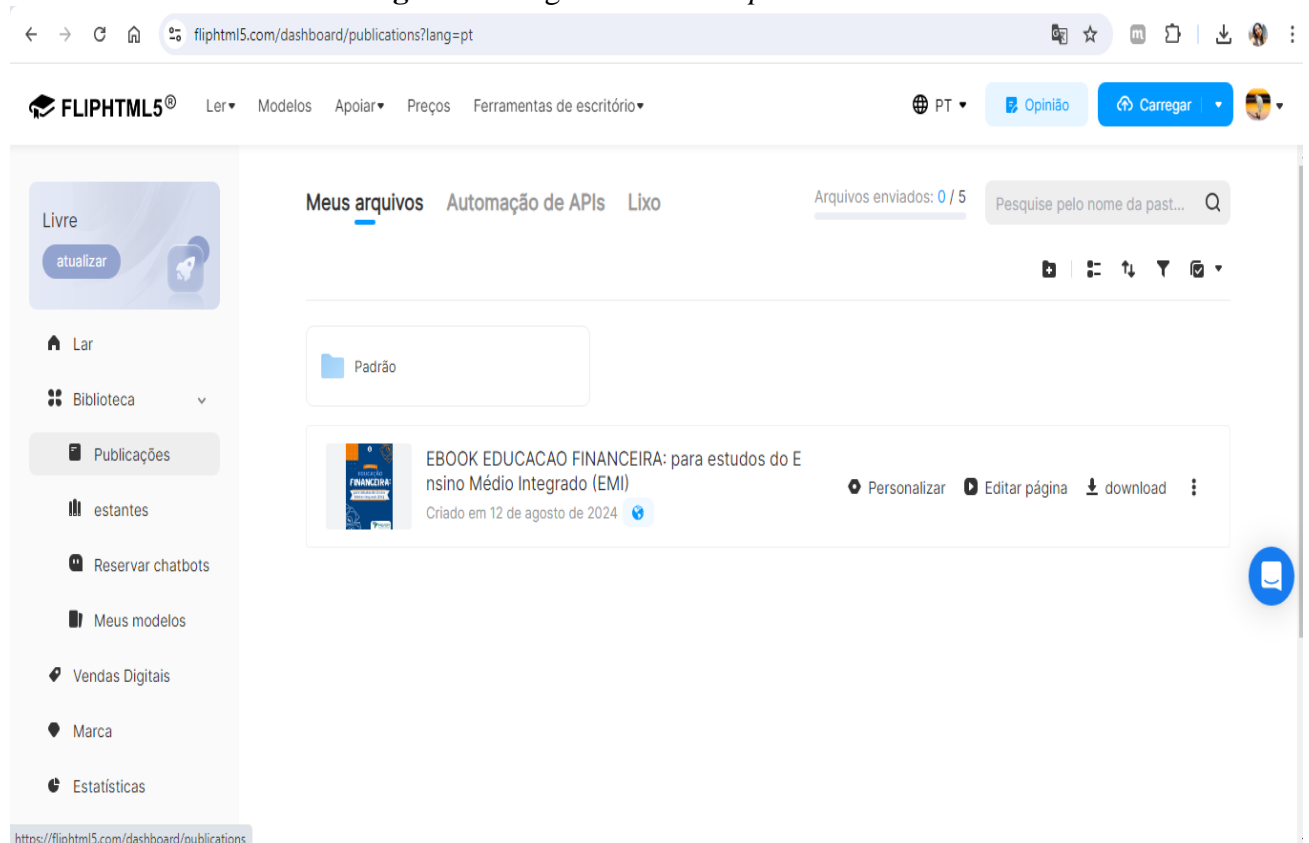 fliphtml5.com/dashboard/publications?lang=pt
FLIPHTML5® Ler Modelos Apoiar Preços Ferramentas de escritório PT Opinião Carregar
Livre
atualizar
Meus arquivos Automação de APIs Lixo Arquivos enviados: 0 / 5 Pesquise pelo nome da past...
Lar
Padrão
Biblioteca
Publicações
EBOOK EDUCACAO FINANCEIRA: para estudos do E
nsino Médio Integrado (EMI)
Criado em 12 de agosto de 2024
Personalizar Editar página download
estantes
Reservar chatbots
Meus modelos
Vendas Digitais
Marca
Estatísticas
https://fliphtml5.com/dashboard/publications